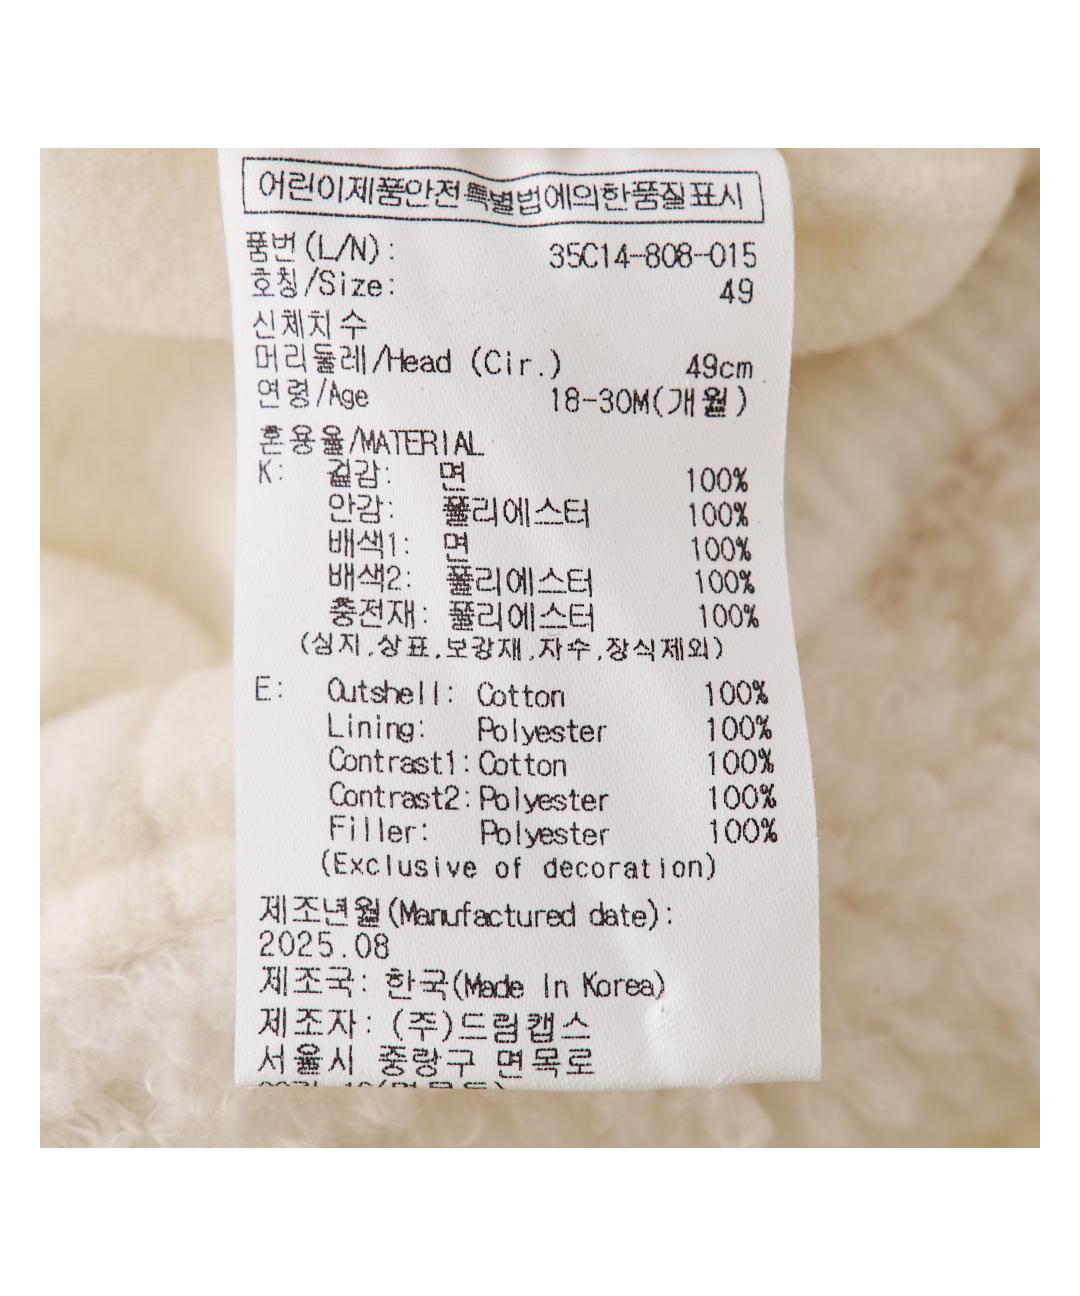 어린이제품안전특별법에의한품질표시
품번(L/N): 35C14-808-015
호칭/Size: 49
신체치수
머리둘레/Head (Cir.) 49cm
연령/Age 18-30M(개월)
혼용율/MATERIAL
K: 겉감: 면 100%
안감: 폴리에스터 100%
배색1: 면 100%
배색2: 폴리에스터 100%
충전재: 폴리에스터 100%
(심지,상표,보강재,자수,장식제외)
E: Outshell: Cotton 100%
Lining: Polyester 100%
Contrast1: Cotton 100%
Contrast2: Polyester 100%
Filler: Polyester 100%
(Exclusive of decoration)
제조년월(Manufactured date):
2025.08
제조국: 한국(Made In Korea)
제조자: (주)드림캡스
서울시 중랑구 면목로